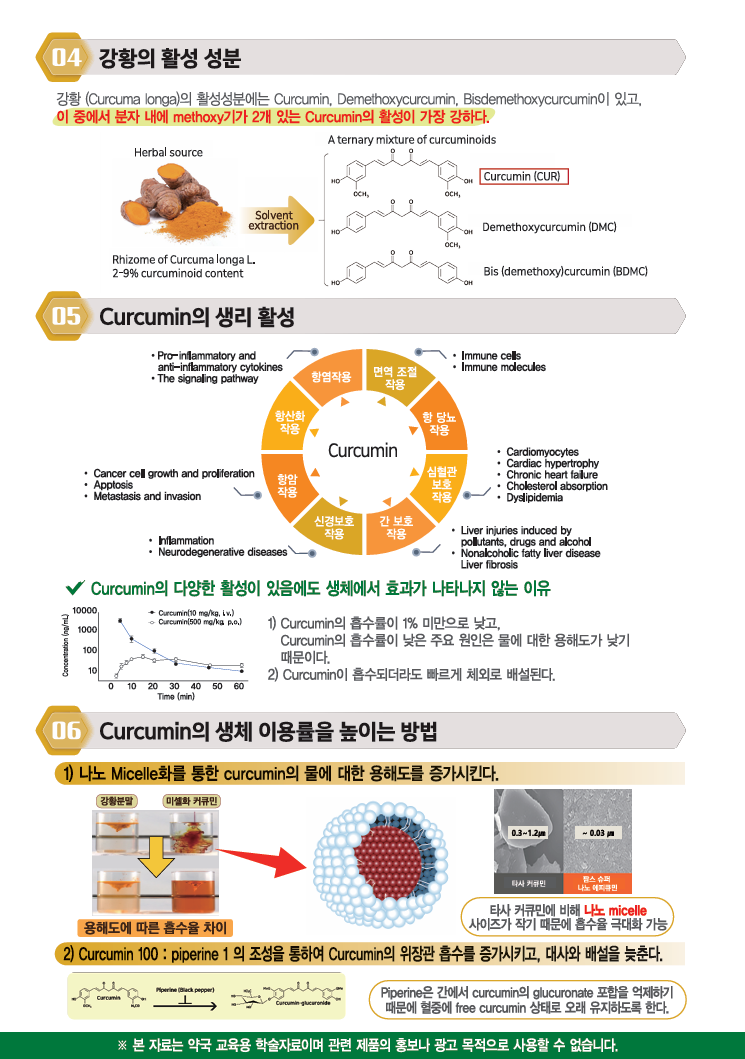 04 강황의 활성 성분
강황 (Curcuma longa)의 활성성분에는 Curcumin, Demethoxycurcumin, Bisdemethoxycurcumin이 있고,
이 중에서 분자 내에 methoxy기가 2개 있는 Curcumin의 활성이 가장 강하다.
Herbal source
A ternary mixture of curcuminoids
Solvent
extraction
Rhizome of Curcuma longa L.
2-9% curcuminoid content
O O
HO OH
OCH₃ OCH₃
Curcumin (CUR)
O O
HO OH
OCH₃
Demethoxycurcumin (DMC)
O O
HO OH
Bis (demethoxy)curcumin (BDMC)
05 Curcumin의 생리 활성
• Pro-inflammatory and
anti-inflammatory cytokines
• The signaling pathway
• Immune cells
• Immune molecules
항염작용
면역 조절
작용
항산화
작용
항 당뇨
작용
Curcumin
항암
작용
심혈관
보호
작용
신경보호
작용
간 보호
작용
• Cancer cell growth and proliferation
• Apptosis
• Metastasis and invasion
• Cardiomyocytes
• Cardiac hypertrophy
• Chronic heart failure
• Cholesterol absorption
• Dyslipidemia
• Inflammation
• Neurodegenerative diseases
• Liver injuries induced by
pollutants, drugs and alcohol
• Nonalcoholic fatty liver disease
Liver fibrosis
Curcumin의 다양한 활성이 있음에도 생체에서 효과가 나타나지 않는 이유
Concentration (ng/mL)
10000
1000
100
10
0 10 20 30 40 50 60
Time (min)
Curcumin(10 mg/kg, i.v.)
Curcumin(500 mg/kg, p.o.)
1) Curcumin의 흡수률이 1% 미만으로 낮고,
Curcumin의 흡수률이 낮은 주요 원인은 물에 대한 용해도가 낮기
때문이다.
2) Curcumin이 흡수되더라도 빠르게 체외로 배설된다.
06 Curcumin의 생체 이용률을 높이는 방법
1) 나노 Micelle화를 통한 curcumin의 물에 대한 용해도를 증가시킨다.
강황분말
미셀화 커큐민
용해도에 따른 흡수율 차이
0.3~1.2㎛
~ 0.03 ㎛
타사 커큐민
팜스 슈퍼
나노 에피큐민
타사 커큐민에 비해 나노 micelle
사이즈가 작기 때문에 흡수율 극대화 가능
2) Curcumin 100 : piperine 1 의 조성을 통하여 Curcumin의 위장관 흡수를 증가시키고, 대사와 배설을 늦춘다.
Curcumin
Piperine (Black pepper)
Curcumin-glucuronide
Piperine은 간에서 curcumin의 glucuronate 포합을 억제하기
때문에 혈중에 free curcumin 상태로 오래 유지하도록 한다.
※ 본 자료는 약국 교육용 학술자료이며 관련 제품의 홍보나 광고 목적으로 사용할 수 없습니다.